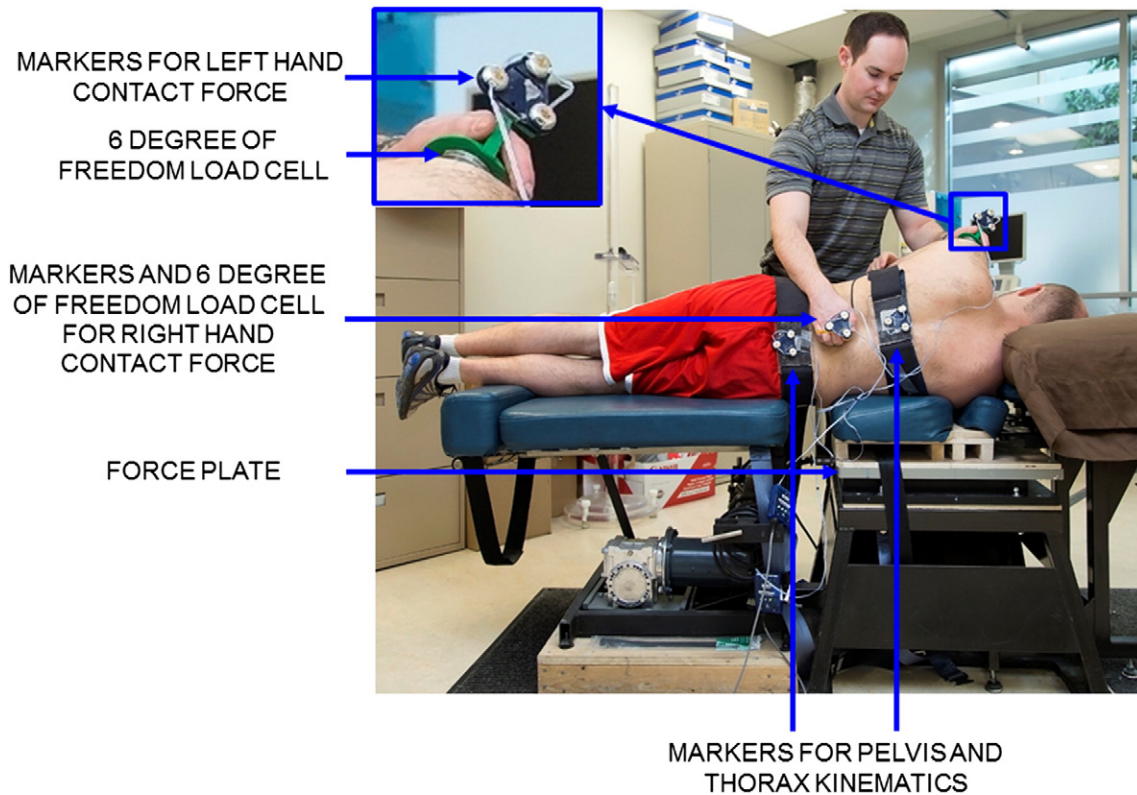 MARKERS FOR LEFT HAND
CONTACT FORCE
6 DEGREE OF
FREEDOM LOAD CELL
MARKERS AND 6 DEGREE
OF FREEDOM LOAD CELL
FOR RIGHT HAND
CONTACT FORCE
FORCE PLATE
MARKERS FOR PELVIS AND
THORAX KINEMATICS